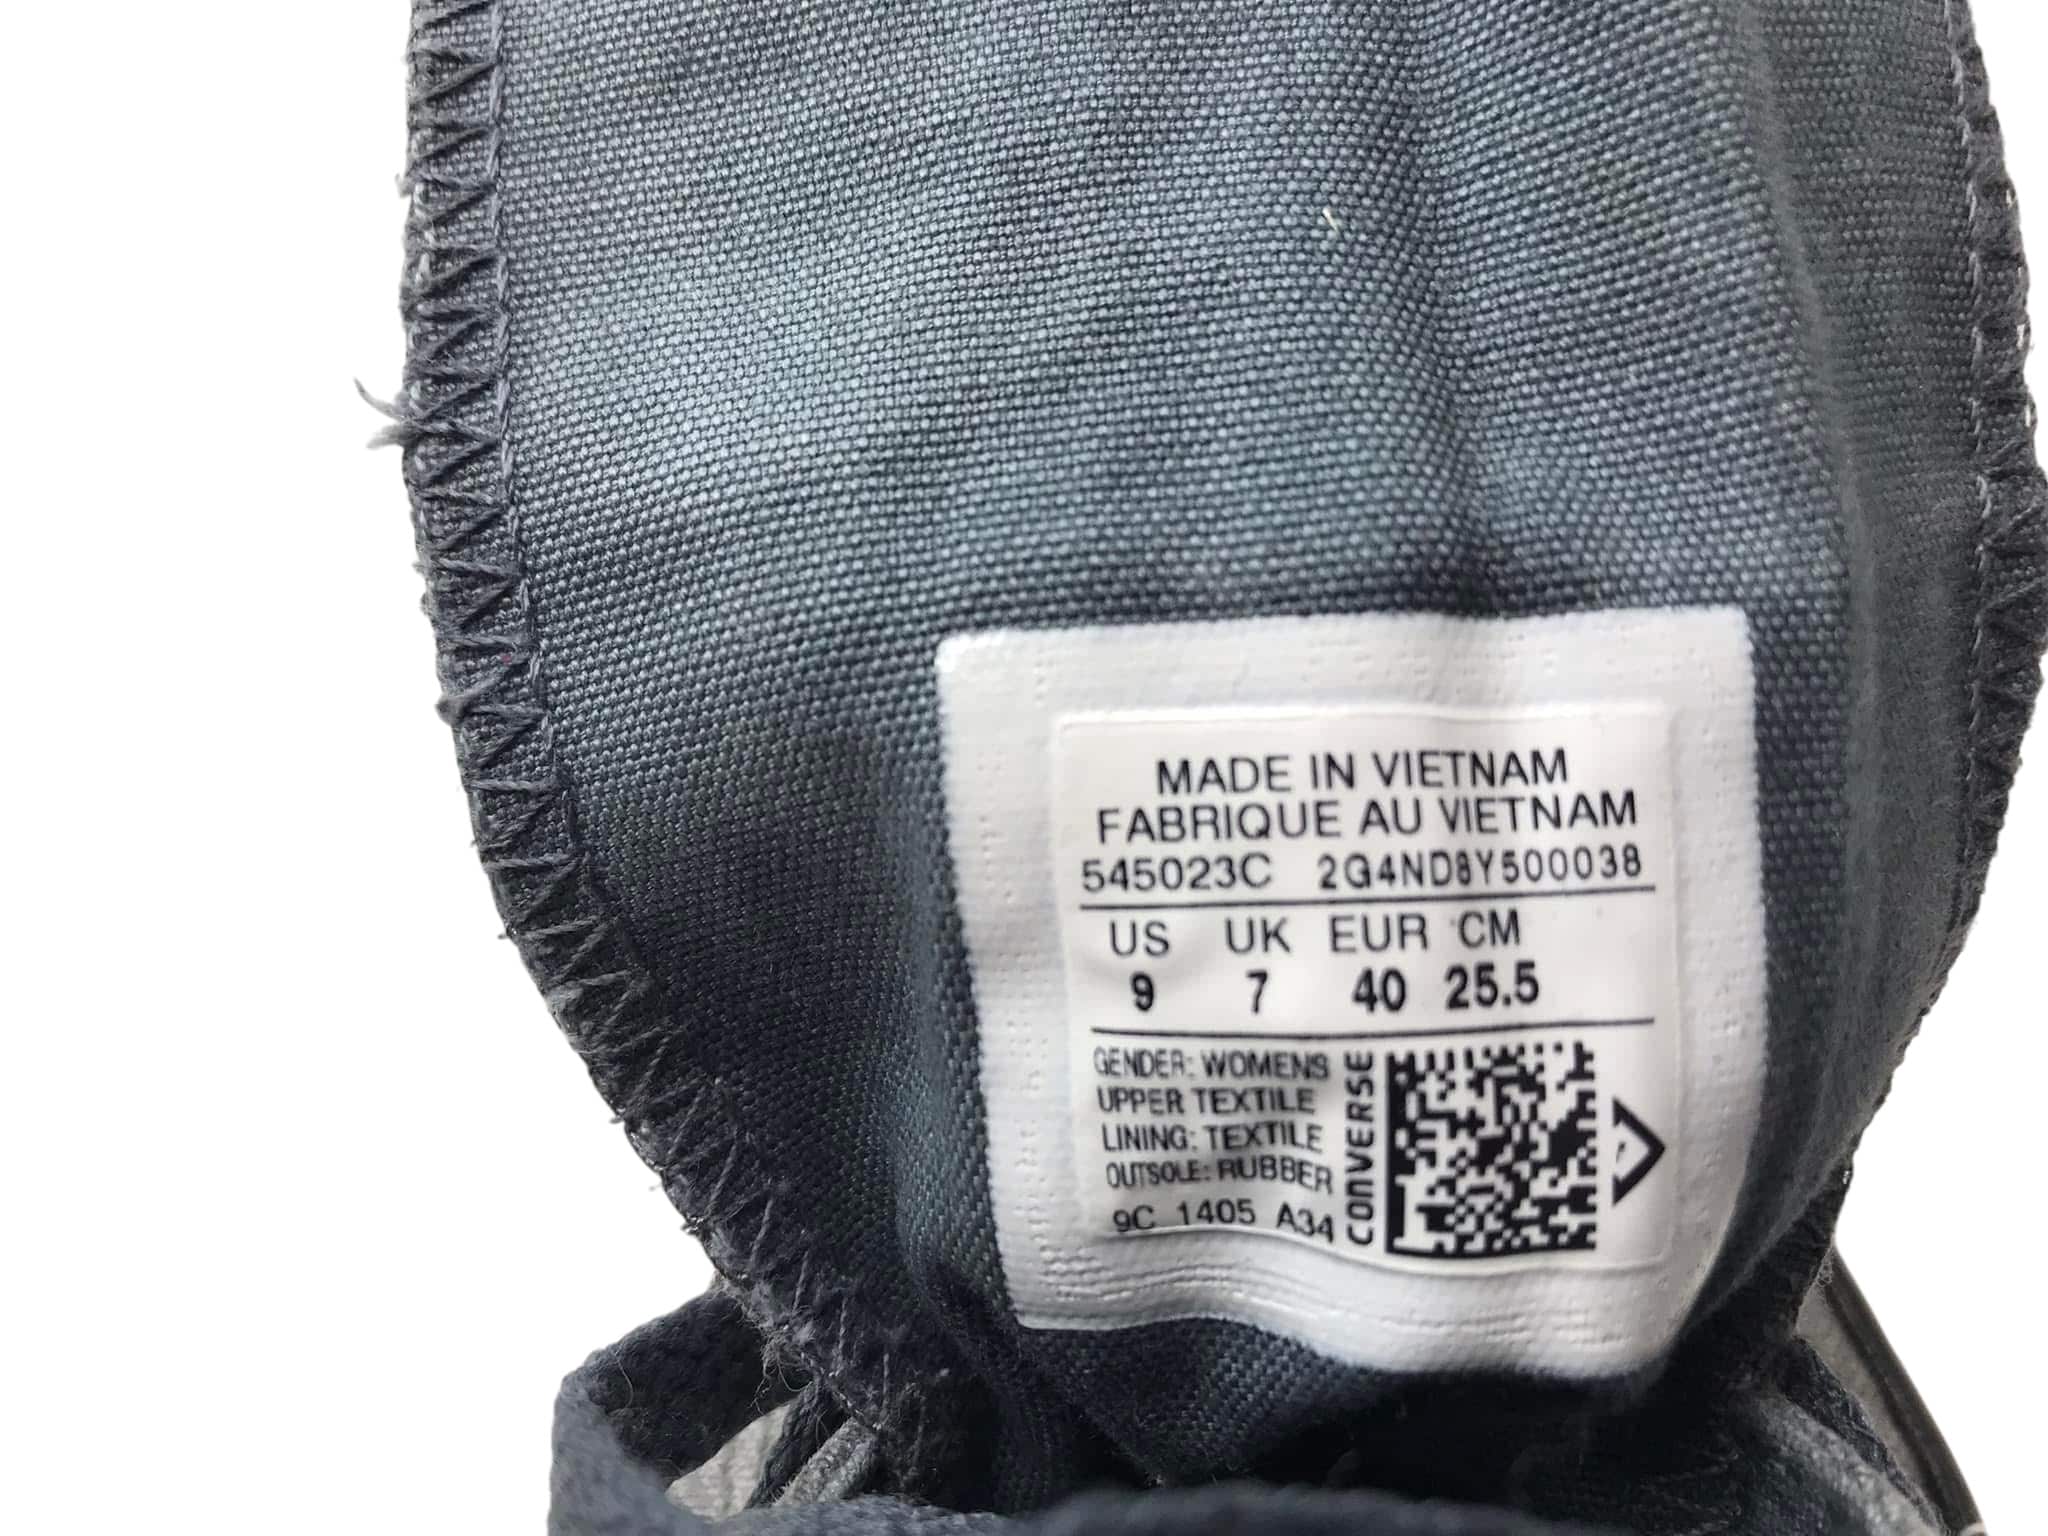 MADE IN VIETNAM
FABRIQUE AU VIETNAM
545023C 2G4ND8Y500038
US UK EUR CM
9 7 40 25.5
GENDER: WOMENS
UPPER TEXTILE
LINING: TEXTILE
OUTSOLE: RUBBER
9C 1405 A34
CONVERSE